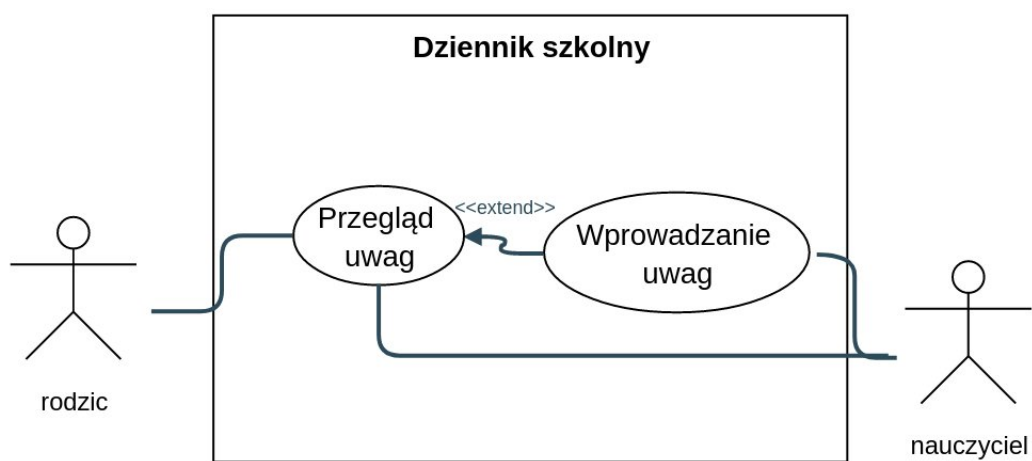 Dziennik szkolny
Przegląd
uwag
<<extend>>
Wprowadzanie
uwag
rodzic
nauczyciel